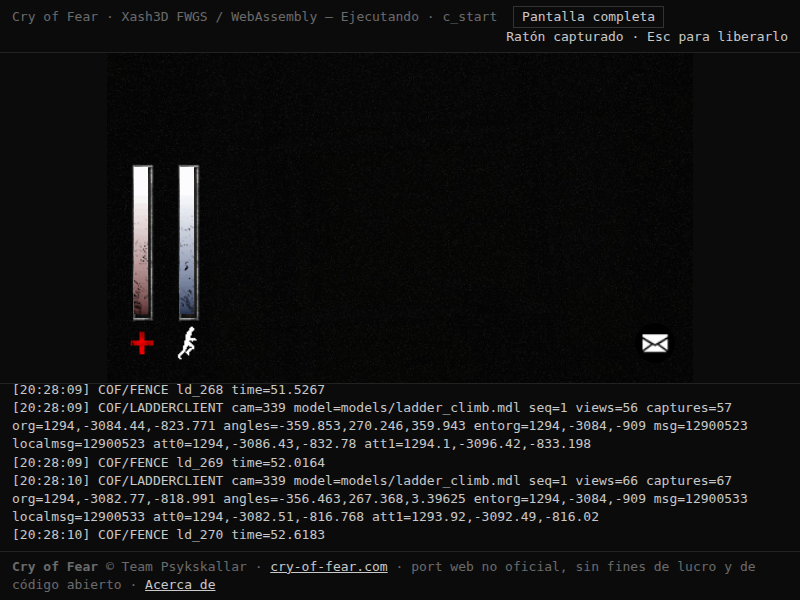 Cry of Fear · Xash3D FWGS / WebAssembly — Ejecutando · c_start Pantalla completa
Ratón capturado · Esc para liberarlo
[20:28:09] COF/FENCE ld_268 time=51.5267
[20:28:09] COF/LADDERCLIENT cam=339 model=models/ladder_climb.mdl seq=1 views=56 captures=57
org=1294,-3084.44,-823.771 angles=-359.853,270.246,359.943 entorg=1294,-3084,-909 msg=12900523
localmsg=12900523 att0=1294,-3086.43,-832.78 att1=1294.1,-3096.42,-833.198
[20:28:09] COF/FENCE ld_269 time=52.0164
[20:28:10] COF/LADDERCLIENT cam=339 model=models/ladder_climb.mdl seq=1 views=66 captures=67
org=1294,-3082.77,-818.991 angles=-356.463,267.368,3.39625 entorg=1294,-3084,-909 msg=12900533
localmsg=12900533 att0=1294,-3082.51,-816.768 att1=1293.92,-3092.49,-816.02
[20:28:10] COF/FENCE ld_270 time=52.6183
Cry of Fear © Team Psykskallar · cry-of-fear.com · port web no oficial, sin fines de lucro y de
código abierto · Acerca de